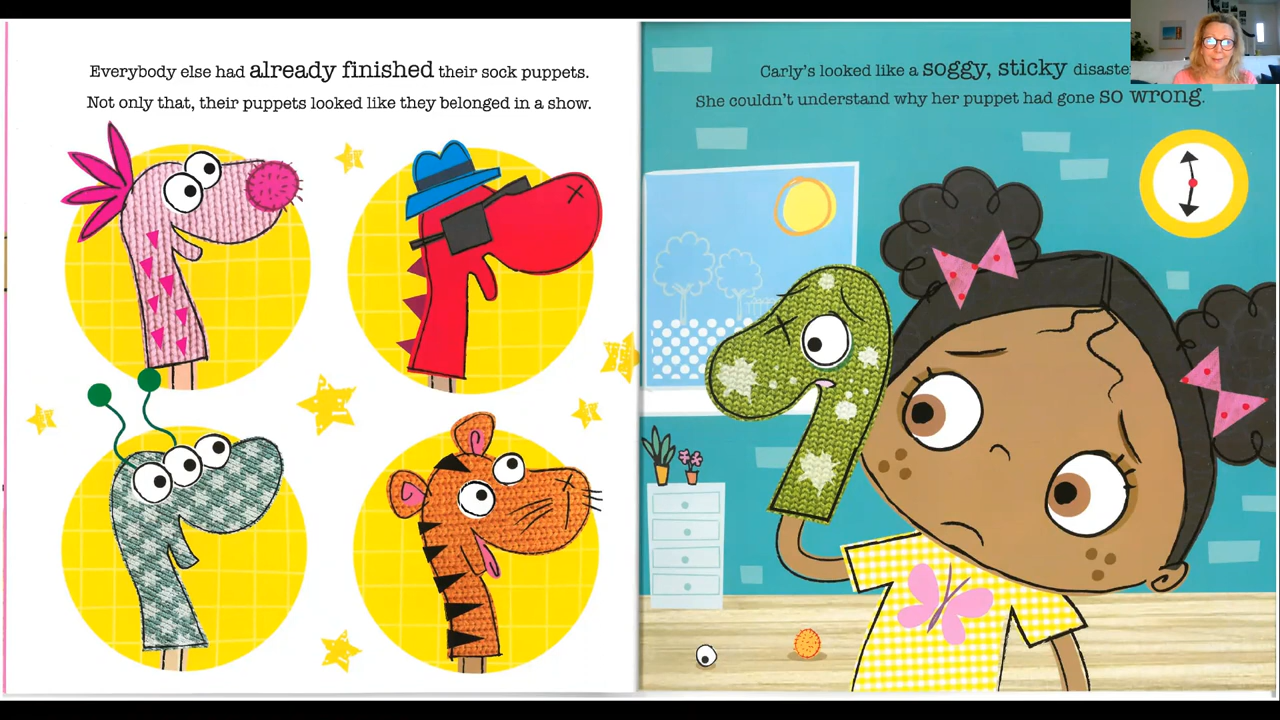 Everybody else had already finished their sock puppets.
Not only that, their puppets looked like they belonged in a show.
Carly's looked like a soggy, sticky
She couldn't understand why her puppet had gone so wrong.